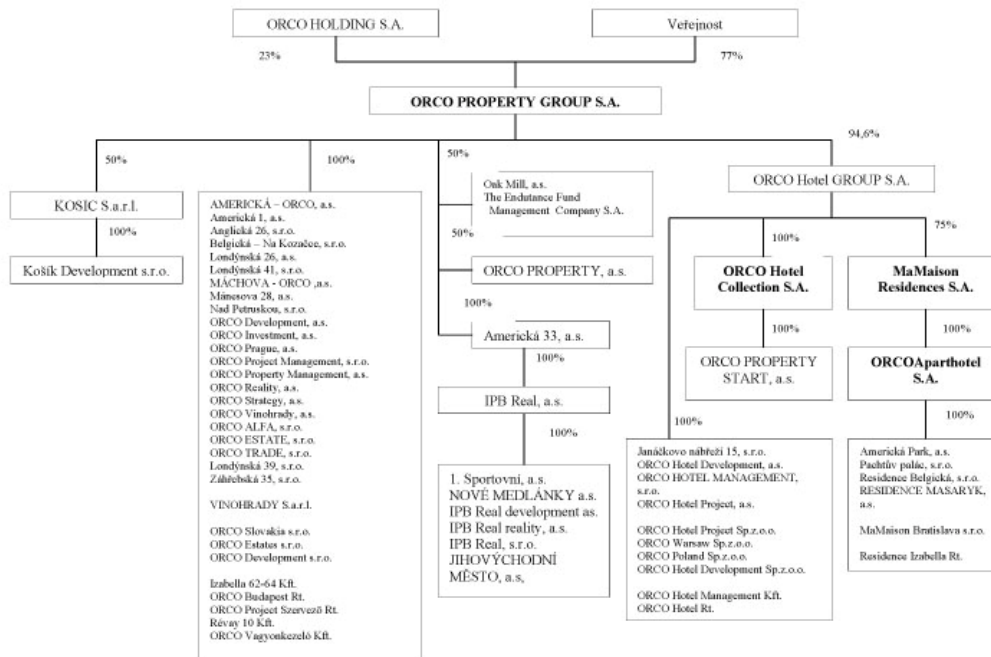 ORCO HOLDING S.A.
Veřejnost
23%
77%
ORCO PROPERTY GROUP S.A.
94,6%
50%
100%
50%
KOSIC S.a.r.l.
100%
Košík Development s.r.o.
AMERICKÁ – ORCO, a.s.
Americká 1, a.s.
Anglická 26, s.r.o.
Belgická – Na Kozačce, s.r.o.
Londýnská 26, a.s.
Londýnská 41, s.r.o.
MÁCHOVA - ORCO ,a.s.
Mánesova 28, a.s.
Nad Petruskou, s.r.o.
ORCO Development, a.s.
ORCO Investment, a.s.
ORCO Prague, a.s.
ORCO Project Management, s.r.o.
ORCO Property Management, a.s.
ORCO Reality, a.s.
ORCO Strategy, a.s.
ORCO Vinohrady, a.s.
ORCO ALFA, s.r.o.
ORCO ESTATE, s.r.o.
ORCO TRADE, s.r.o.
Londýnská 39, s.r.o.
Záhřebská 35, s.r.o.
VINOHRADY S.a.r.l.
ORCO Slovakia s.r.o.
ORCO Estates s.r.o.
ORCO Development s.r.o.
Izabella 62-64 Kft.
ORCO Budapest Rt.
ORCO Project Szervező Rt.
Révay 10 Kft.
ORCO Vagyonkezelő Kft.
Oak Mill, a.s.
The Endutance Fund
Management Company S.A.
50%
ORCO PROPERTY, a.s.
100%
Americká 33, a.s.
100%
IPB Real, a.s.
100%
1. Sportovní, a.s.
NOVÉ MEDLÁNKY a.s.
IPB Real development as.
IPB Real reality, a.s.
IPB Real, s.r.o.
JIHOVÝCHODNÍ
MĚSTO, a.s,
ORCO Hotel GROUP S.A.
100%
75%
ORCO Hotel
Collection S.A.
MaMaison
Residences S.A.
100%
100%
ORCO PROPERTY
START, a.s.
ORCOAparthotel
S.A.
100%
100%
Janáčkovo nábřeží 15, s.r.o.
ORCO Hotel Development, a.s.
ORCO HOTEL MANAGEMENT,
s.r.o.
ORCO Hotel Project, a.s.
ORCO Hotel Project Sp.z.o.o.
ORCO Warsaw Sp.z.o.o.
ORCO Poland Sp.z.o.o.
ORCO Hotel Development Sp.z.o.o.
ORCO Hotel Management Kft.
ORCO Hotel Rt.
Americká Park, a.s.
Pachtův palác, s.r.o.
Residence Belgická, s.r.o.
RESIDENCE MASARYK,
a.s.
MaMaison Bratislava s.r.o.
Residence Izabella Rt.